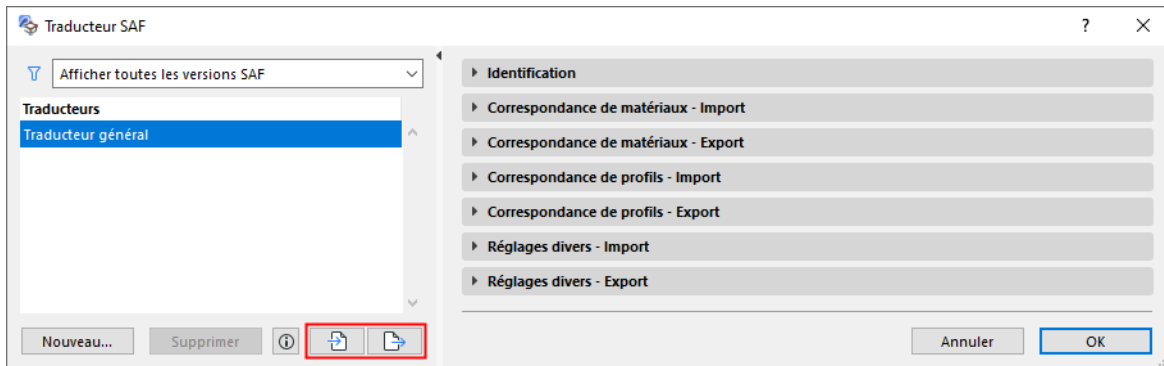 Traducteur SAF
?
Afficher toutes les versions SAF
Traducteurs
Traducteur général
Nouveau...
Supprimer
Identification
Correspondance de matériaux - Import
Correspondance de matériaux - Export
Correspondance de profils - Import
Correspondance de profils - Export
Réglages divers - Import
Réglages divers - Export
Annuler
OK